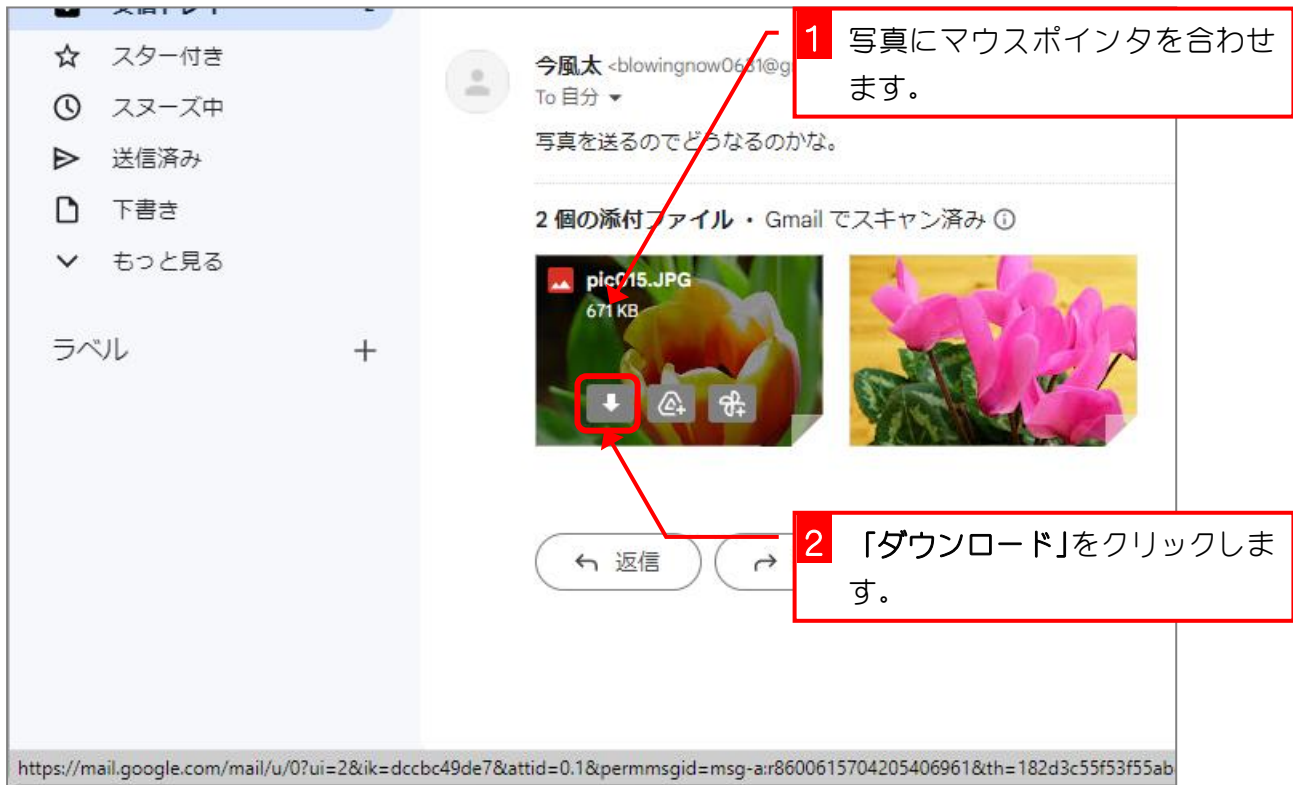 スター付き
スヌーズ中
送信済み
下書き
もっと見る
ラベル
今風太 <blowingnow0631@g
To 自分
写真を送るのでどうなるのかな。
2 個の添付ファイル・Gmail でスキャン済み
pic015.JPG
671 KB
返信
1 写真にマウスポインタを合わせ
ます。
2 「ダウンロード」をクリックしま
す。
https://mail.google.com/mail/u/0?ui=2&ik=dccbc49de7&attid=0.1&permmsgid=msg-a:r8600615704205406961&th=182d3c55f53f55ab